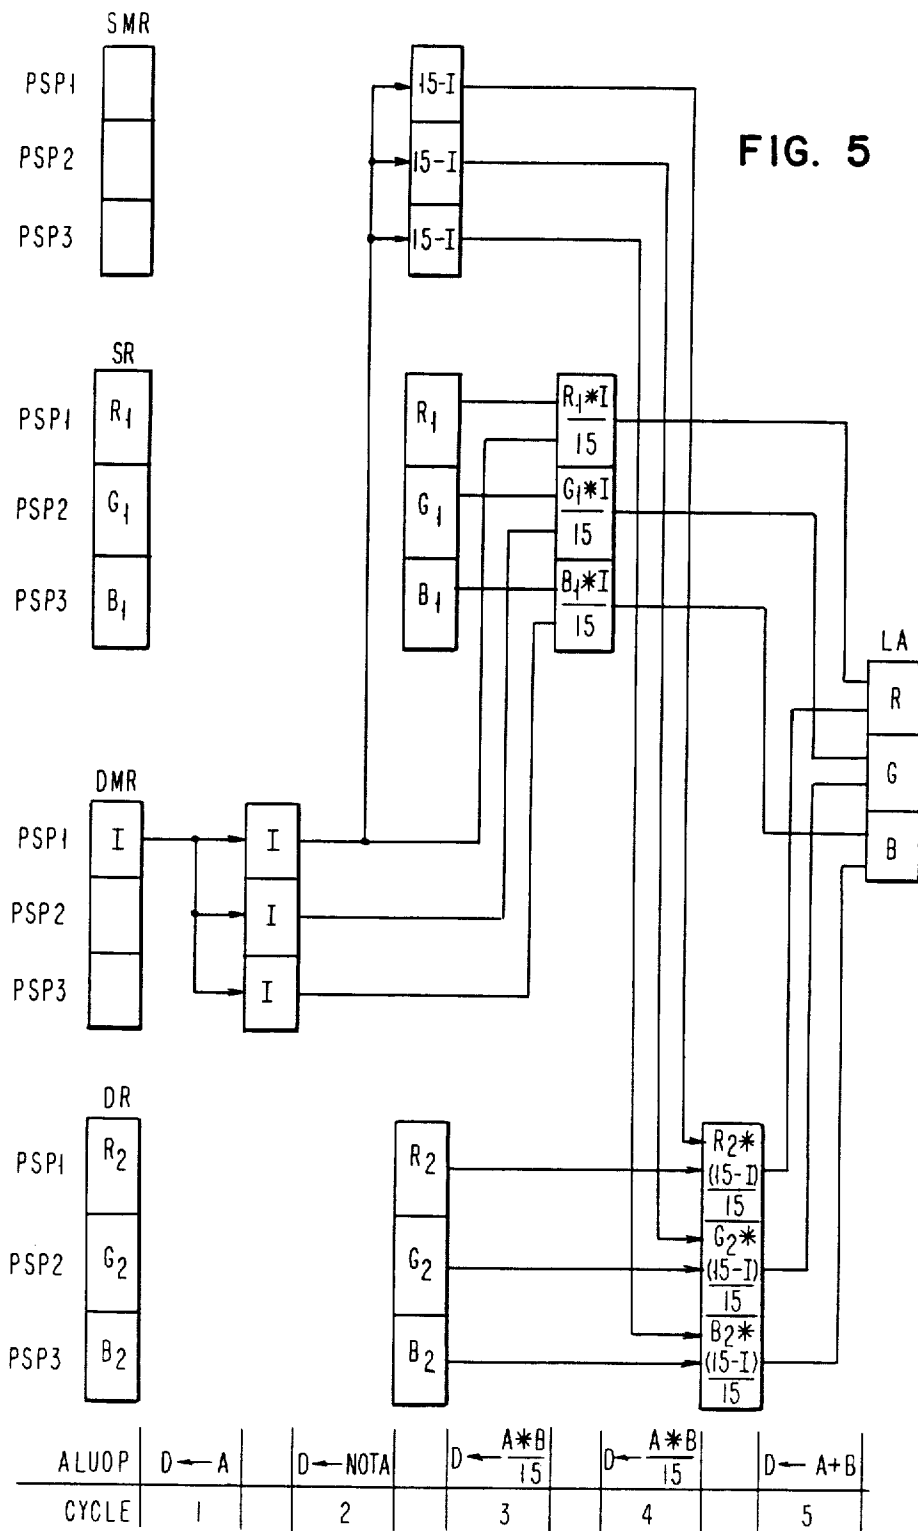 SMR
PSP1 15-I
FIG. 5
PSP2 15-I
PSP3 15-I
SR
PSP1 R1 R1 R1*I
15
PSP2 G1 G1 G1*I
15
PSP3 B1 B1 B1*I
15
LA
R
G
B
DMR
PSP1 I I
PSP2 I
PSP3 I
DR
PSP1 R2 R2 R2*
(15-I)
15
PSP2 G2 G2 G2*
(15-I)
15
PSP3 B2 B2 B2*
(15-I)
15
ALUOP D←A D←NOTA D←A*B/15 D←A*B/15 D←A+B
CYCLE 1 2 3 4 5